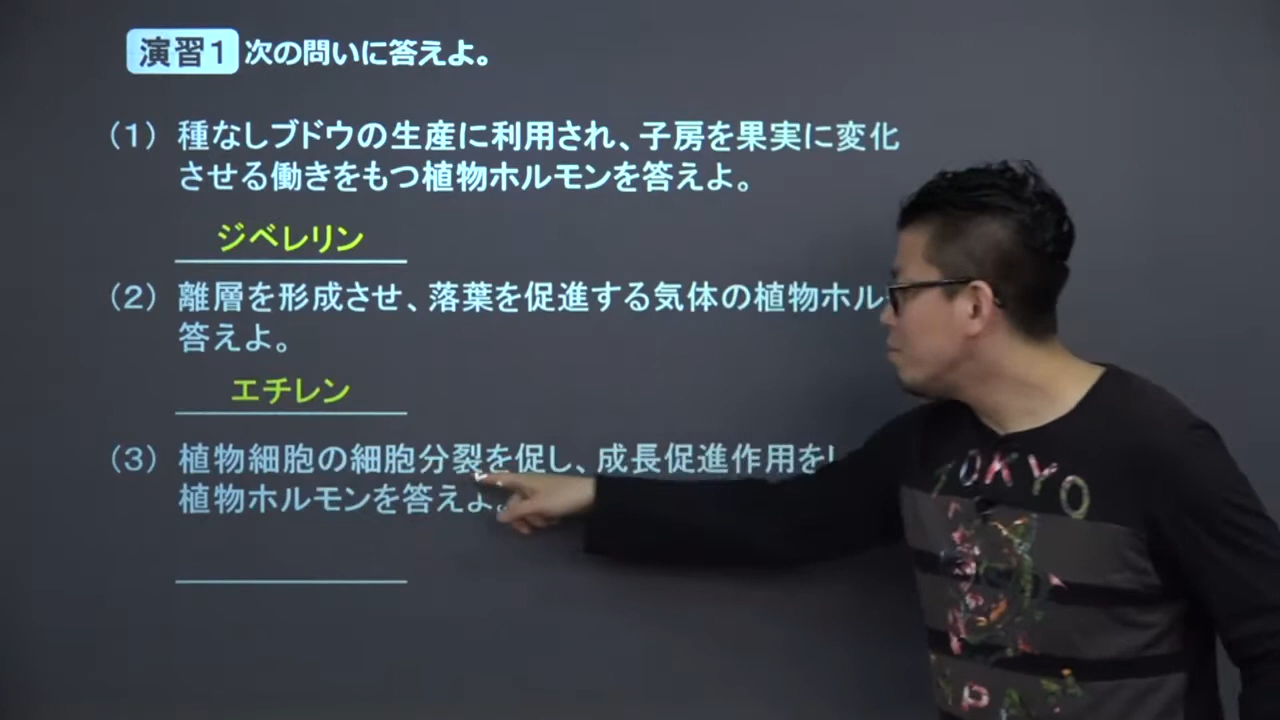 演習1 次の問いに答えよ。
(1) 種なしブドウの生産に利用され、子房を果実に変化
させる働きをもつ植物ホルモンを答えよ。
ジベレリン
(2) 離層を形成させ、落葉を促進する気体の植物ホル
答えよ。
エチレン
(3) 植物細胞の細胞分裂を促し、成長促進作用を
植物ホルモンを答えよ。
TOKYO